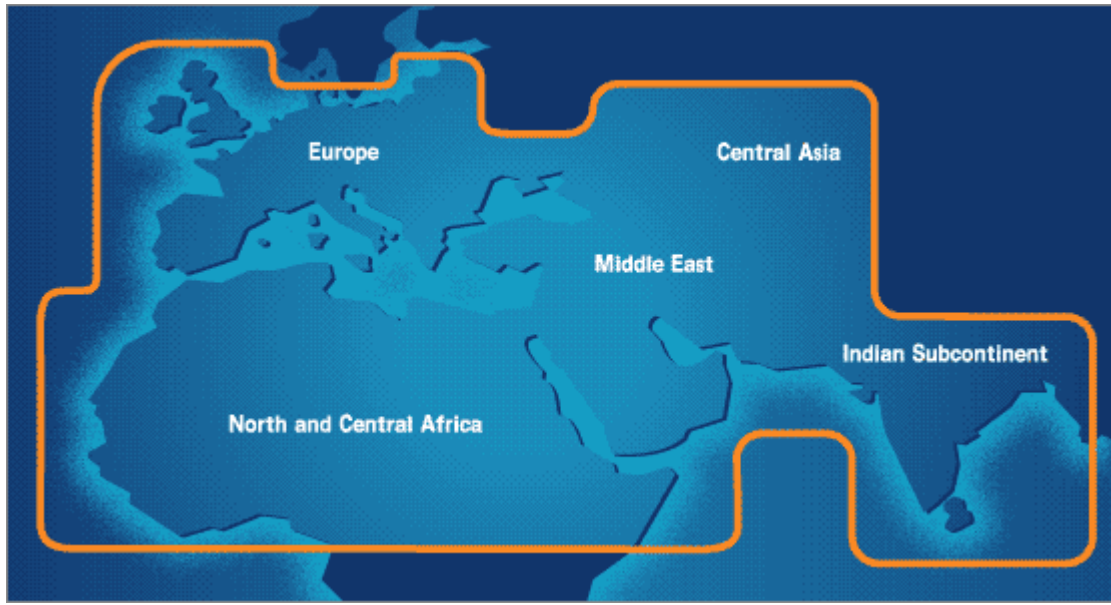 Europe
Central Asia
Middle East
Indian Subcontinent
North and Central Africa